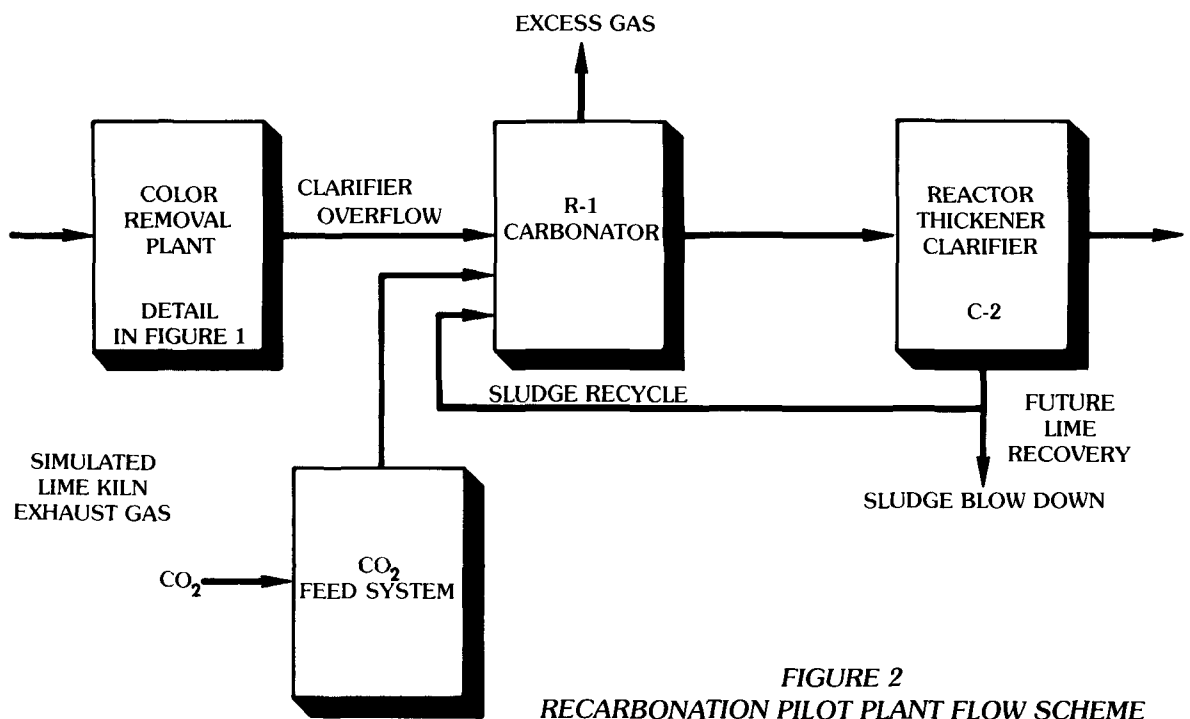 EXCESS GAS
COLOR
REMOVAL
PLANT
DETAIL
IN FIGURE 1
CLARIFIER
OVERFLOW
R-1
CARBONATOR
REACTOR
THICKENER
CLARIFIER
C-2
SLUDGE RECYCLE
FUTURE
LIME
RECOVERY
SLUDGE BLOW DOWN
SIMULATED
LIME KILN
EXHAUST GAS
CO₂
CO₂
FEED SYSTEM
FIGURE 2
RECARBONATION PILOT PLANT FLOW SCHEME